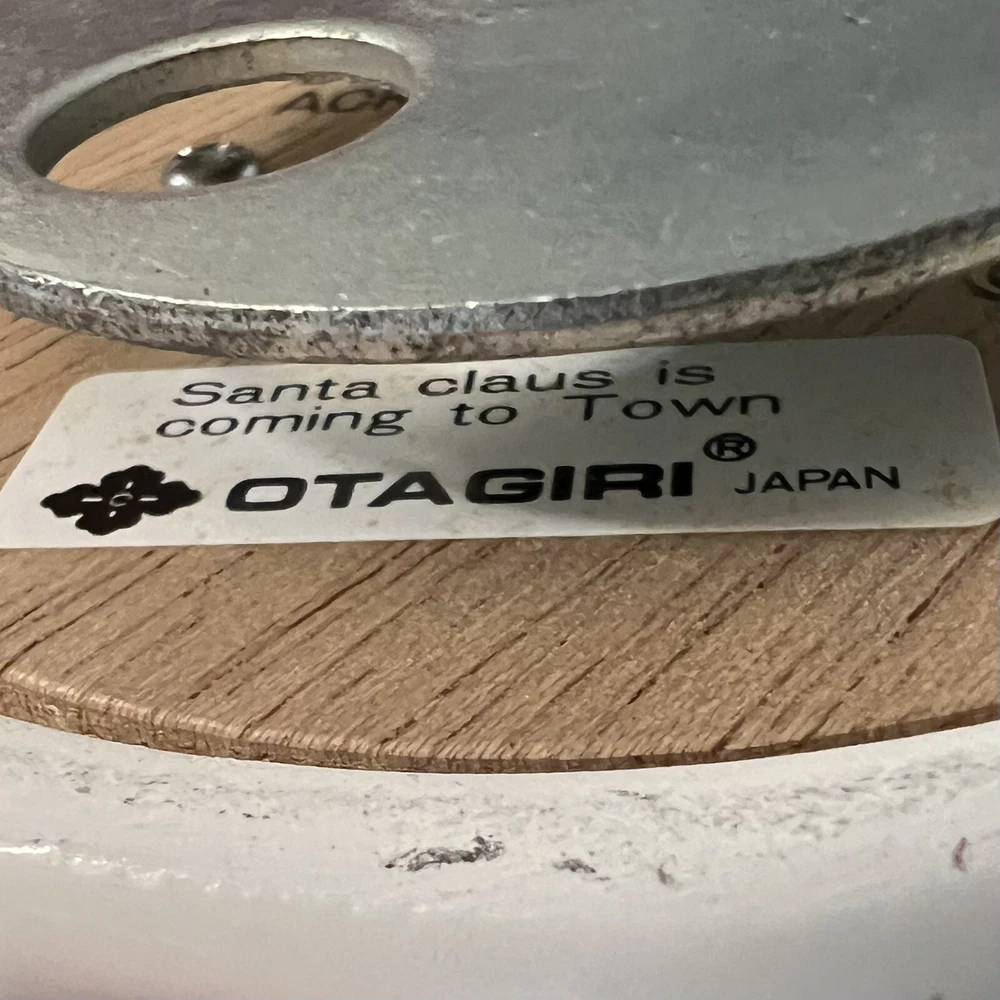 Santa claus is
coming to Town
OTAGIRI® JAPAN